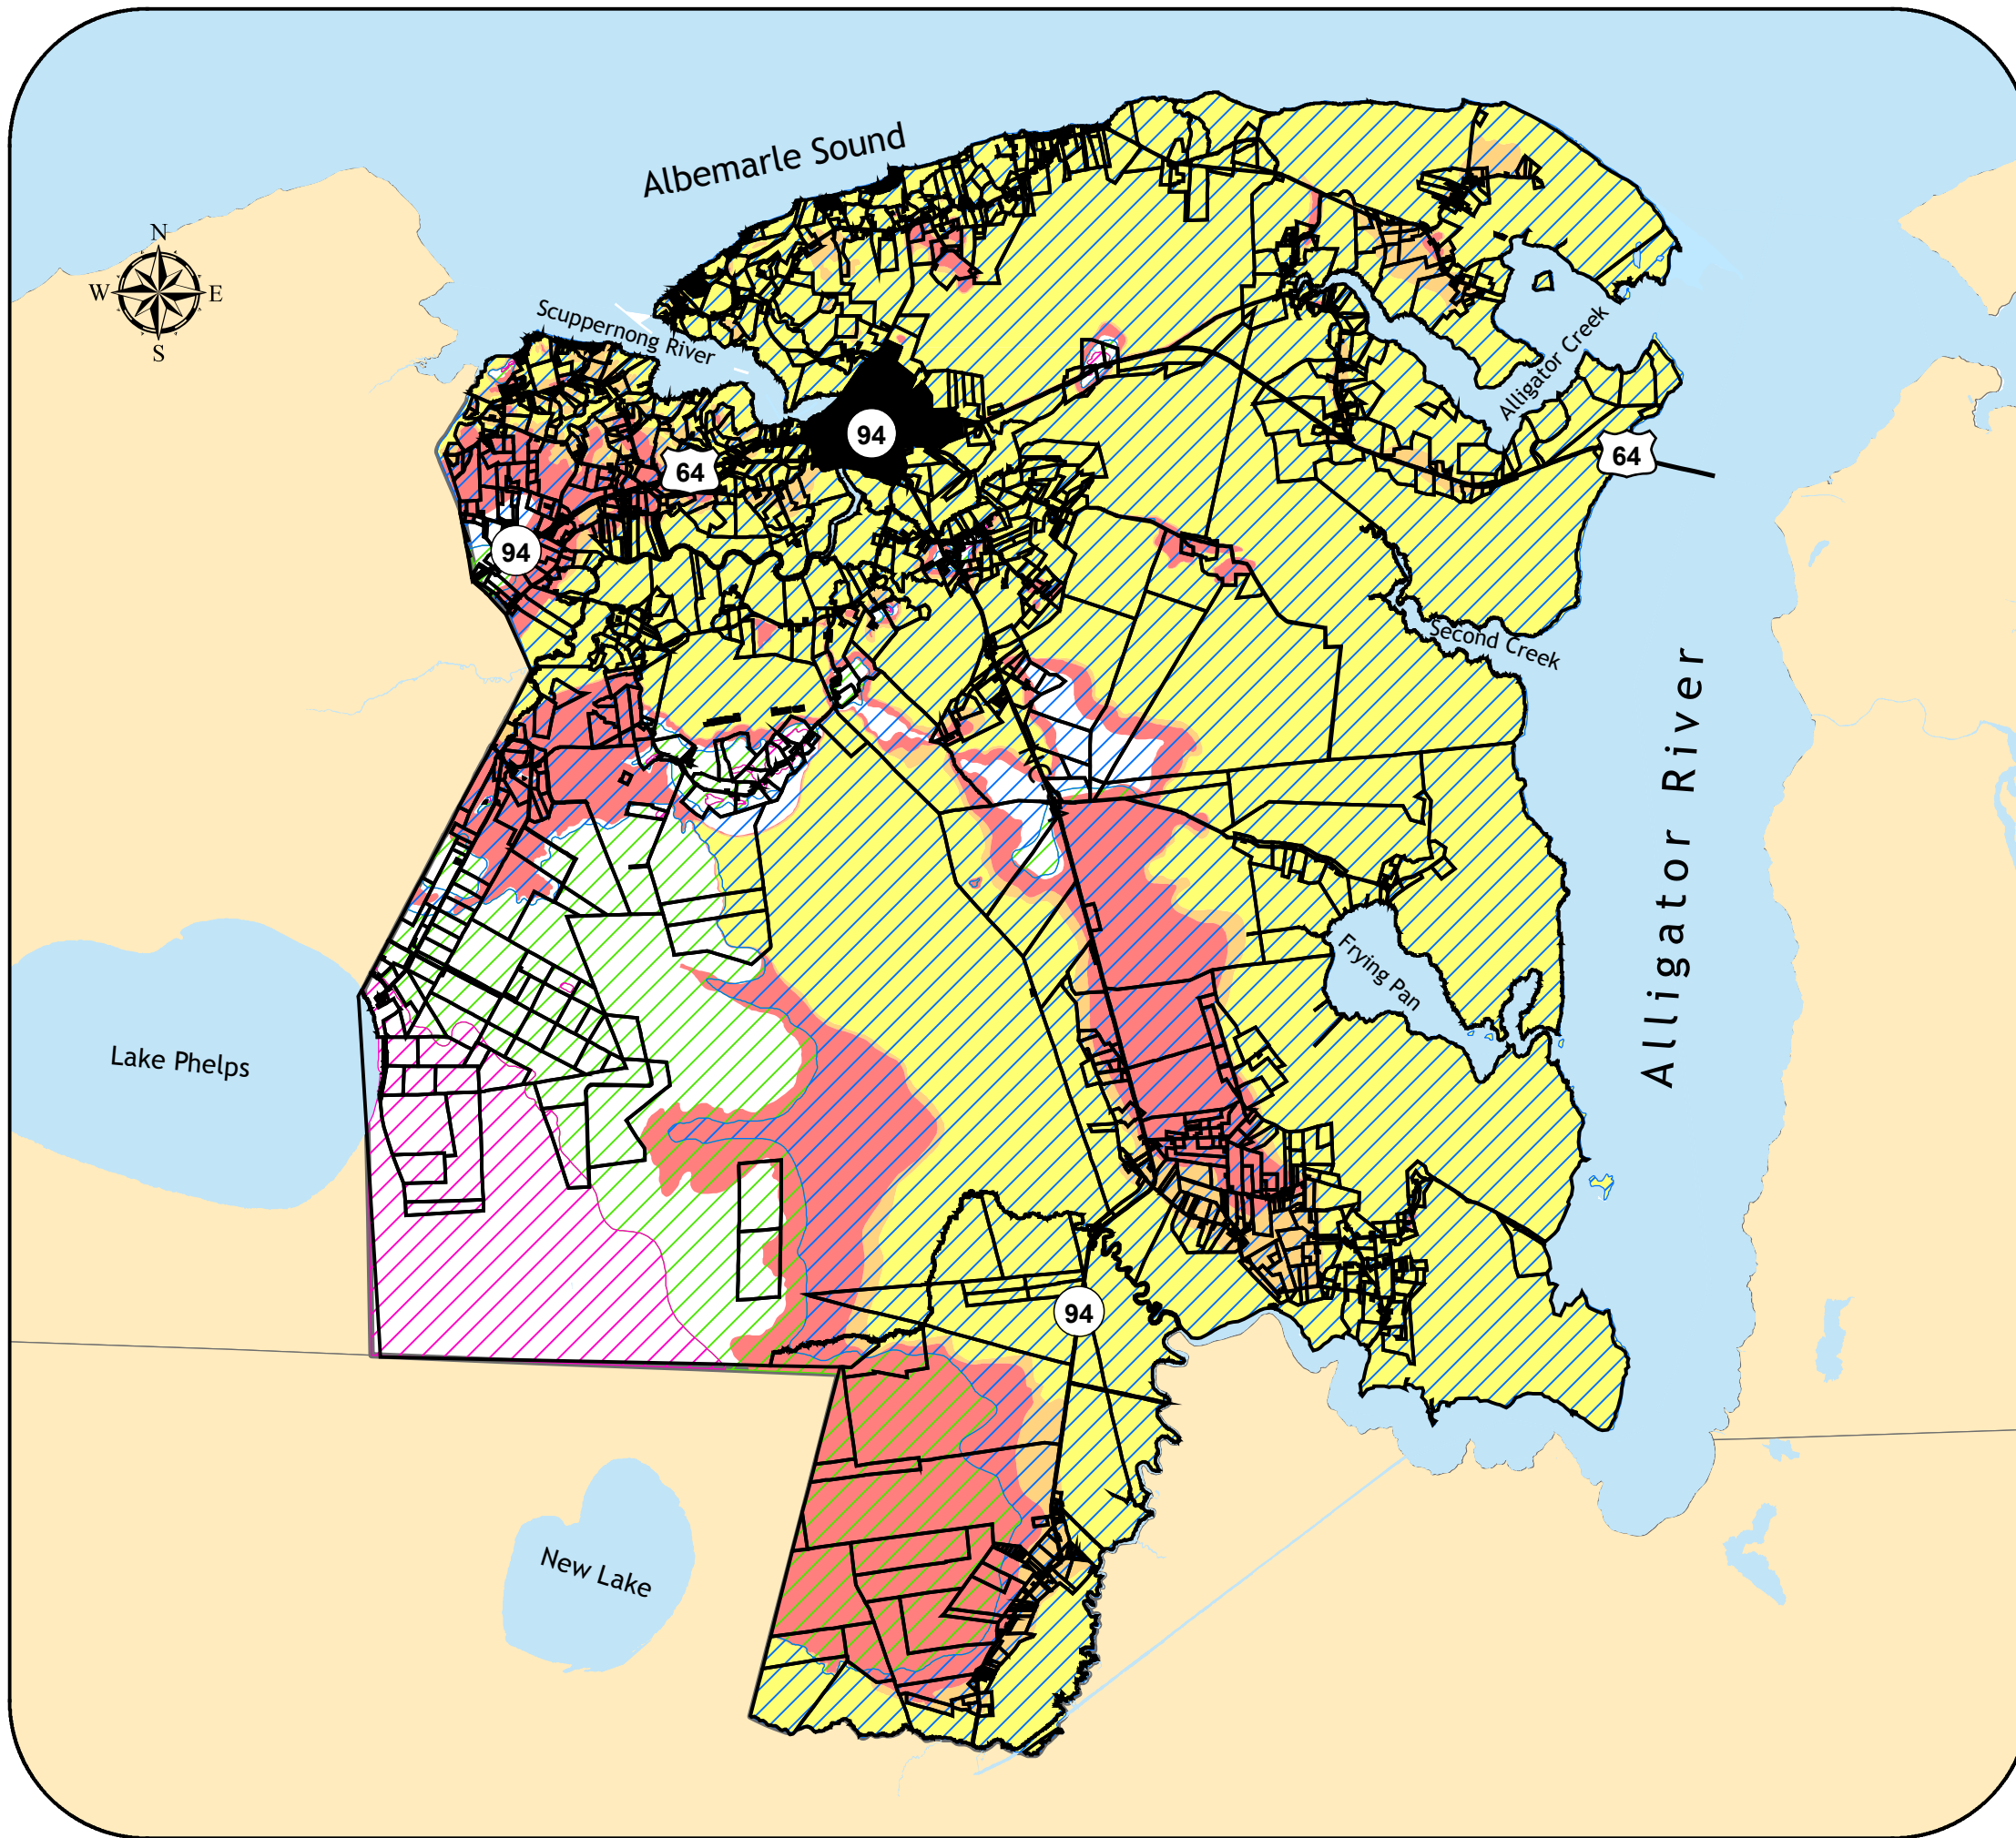 Albemarle Sound
N
W E
S
Scuppernong River
Alligator Creek
94
64
64
94
Second Creek
Alligator River
Frying Pan
Lake Phelps
94
New Lake